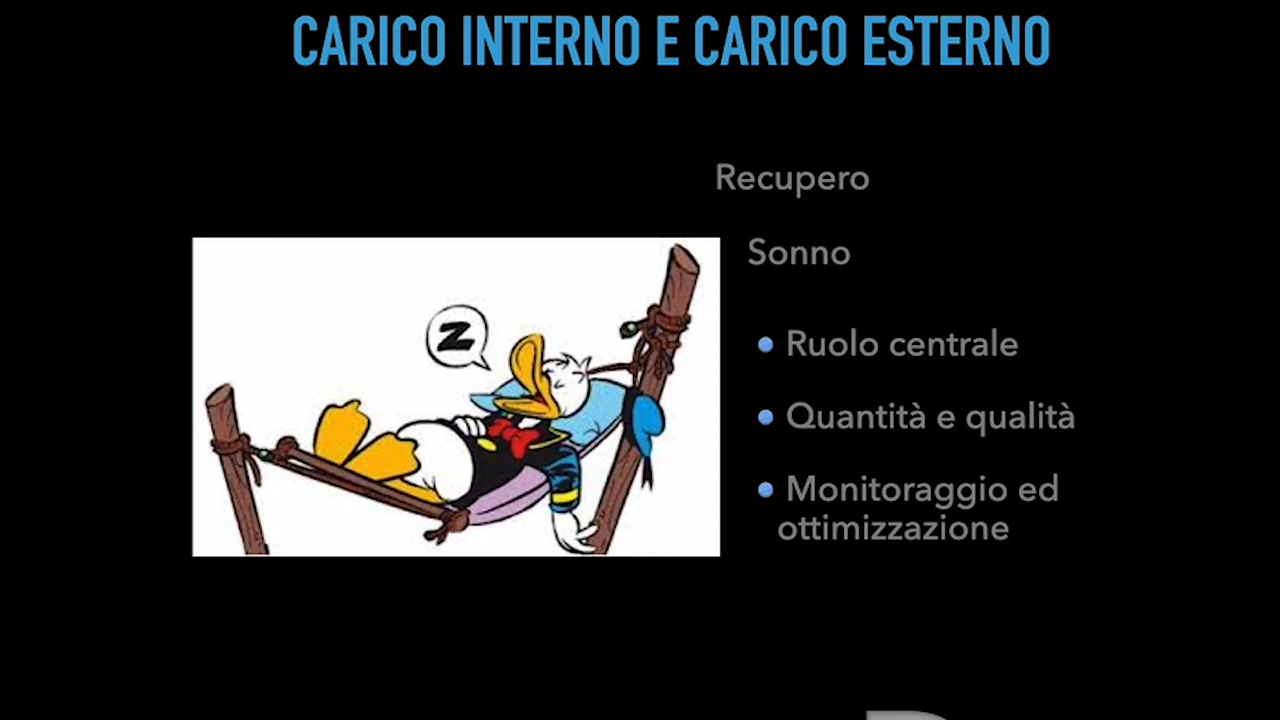 CARICO INTERNO E CARICO ESTERNO
Recupero
Sonno
Z
Ruolo centrale
Quantità e qualità
Monitoraggio ed
ottimizzazione